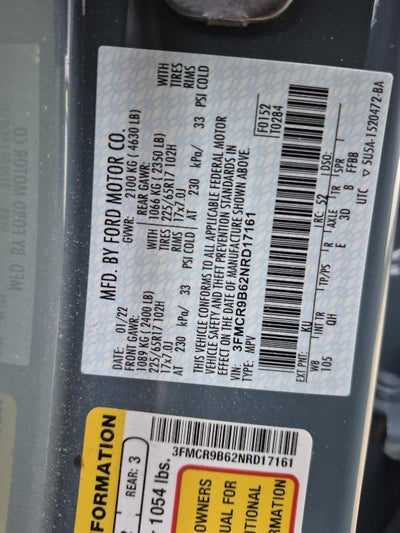 MFD. BY FORD MOTOR CO.
DATE: 01/22
GVWR: 2100 KG ( 4630 LB)
FRONT GAWR:
1089 KG ( 2400 LB)
225/65R17 102H
17x7.0J
AT 230 kPa/ 33 PSI COLD
REAR GAWR:
1066 KG ( 2350 LB)
225/65R17 102H
17x7.0J
AT 230 kPa/ 33 PSI COLD
WITH
TIRES
RIMS
WITH
TIRES
RIMS
THIS VEHICLE CONFORMS TO ALL APPLICABLE FEDERAL MOTOR
VEHICLE SAFETY AND THEFT PREVENTION STANDARDS IN
EFFECT ON THE DATE OF MANUFACTURE SHOWN ABOVE.
VIN: 3FMCR9B62NRD17161
TYPE: MPV
F0152
T0284
EXT PNT: KU RC: 52 DSO:
WB INT TR TP/PS R AXLE TR SPR
105 QH E 3D 8 FFBB
UTC ▽ 5U5A-1520472-BA
3FMCR9B62NRD17161
FORMATION
REAR: 3
1054 lbs.
OWNERS
UAL FOR
ITIONAL